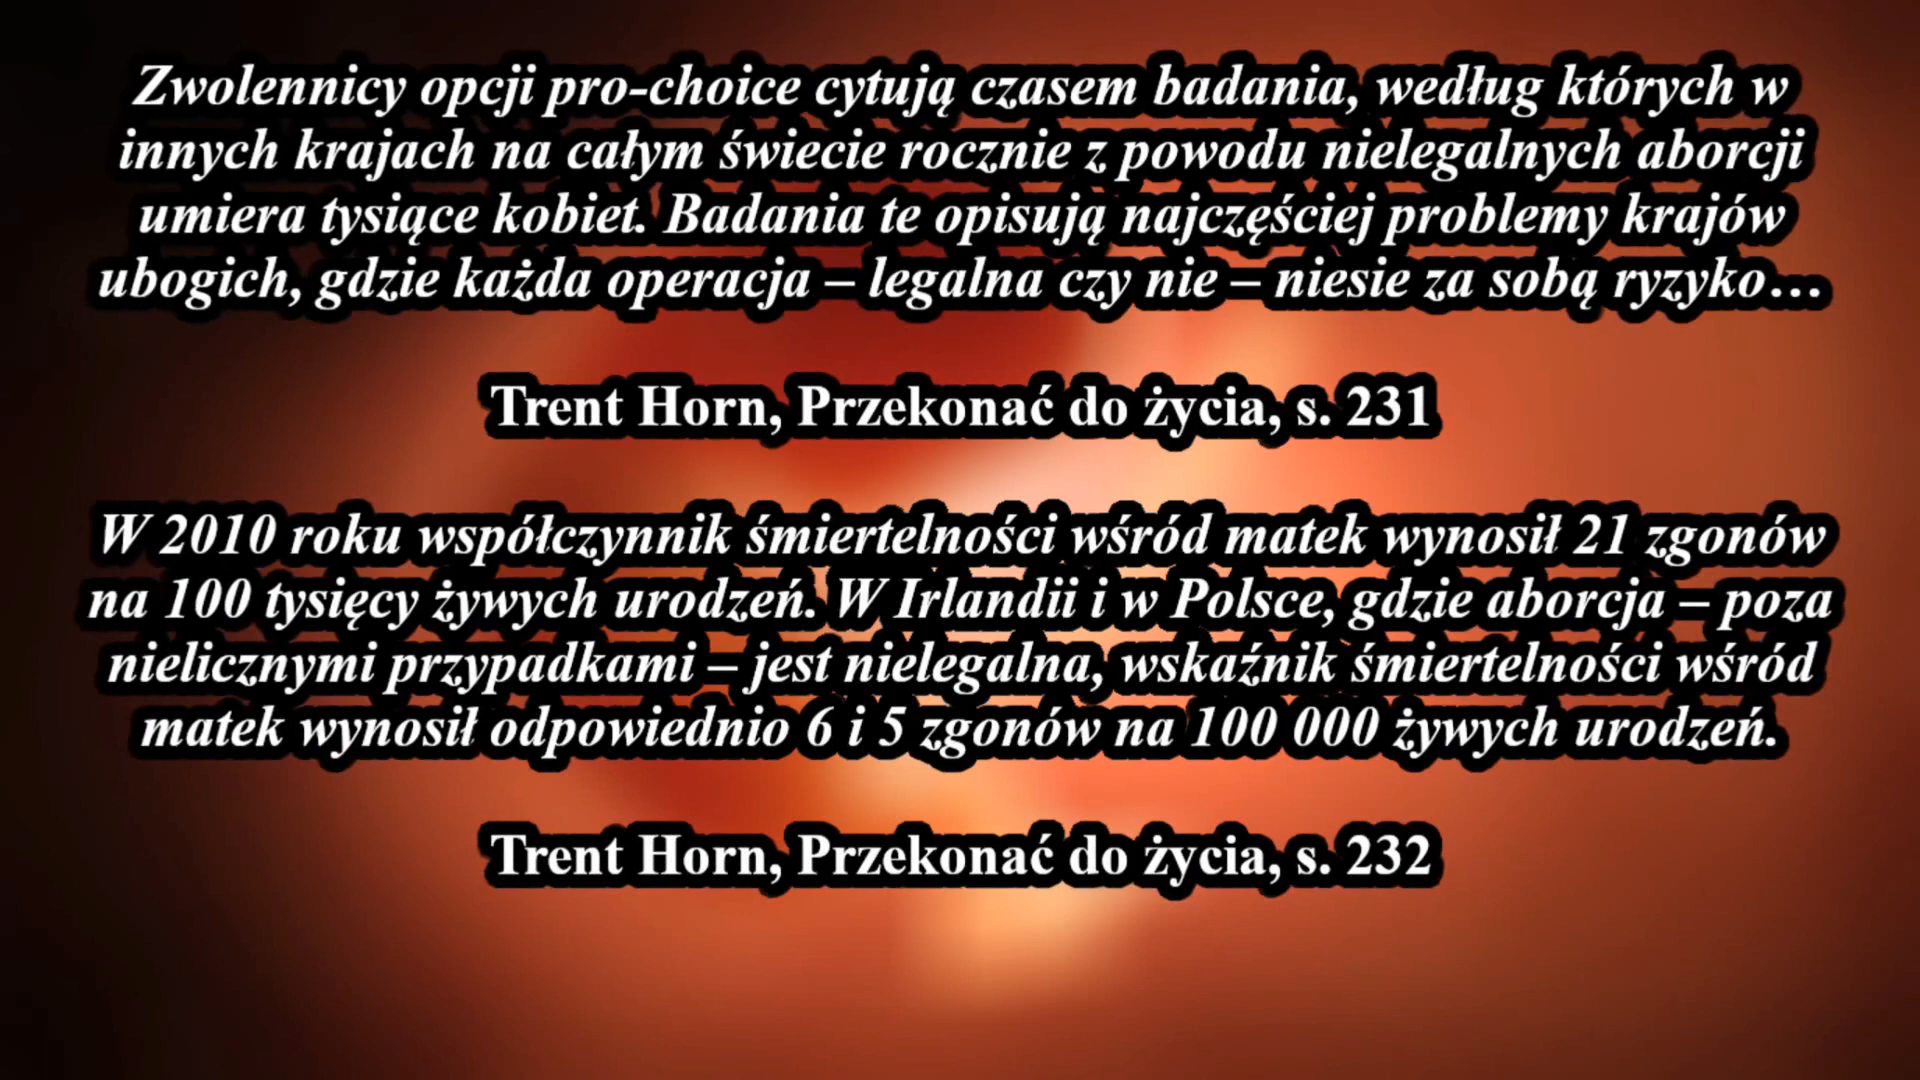 Zwolennicy opcji pro-choice cytują czasem badania, według których w
innych krajach na całym świecie rocznie z powodu nielegalnych aborcji
umiera tysiące kobiet. Badania te opisują najczęściej problemy krajów
ubogich, gdzie każda operacja – legalna czy nie – niesie za sobą ryzyko…
Trent Horn, Przekonać do życia, s. 231
W 2010 roku współczynnik śmiertelności wśród matek wynosił 21 zgonów
na 100 tysięcy żywych urodzeń. W Irlandii i w Polsce, gdzie aborcja – poza
nielicznymi przypadkami – jest nielegalna, wskaźnik śmiertelności wśród
matek wynosił odpowiednio 6 i 5 zgonów na 100 000 żywych urodzeń.
Trent Horn, Przekonać do życia, s. 232